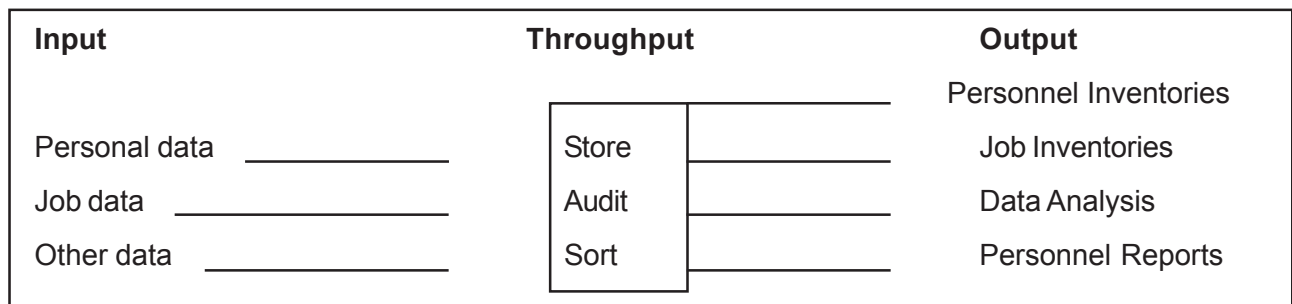 Input Throughput Output
Personnel Inventories
Personal data Store Job Inventories
Job data Audit Data Analysis
Other data Sort Personnel Reports